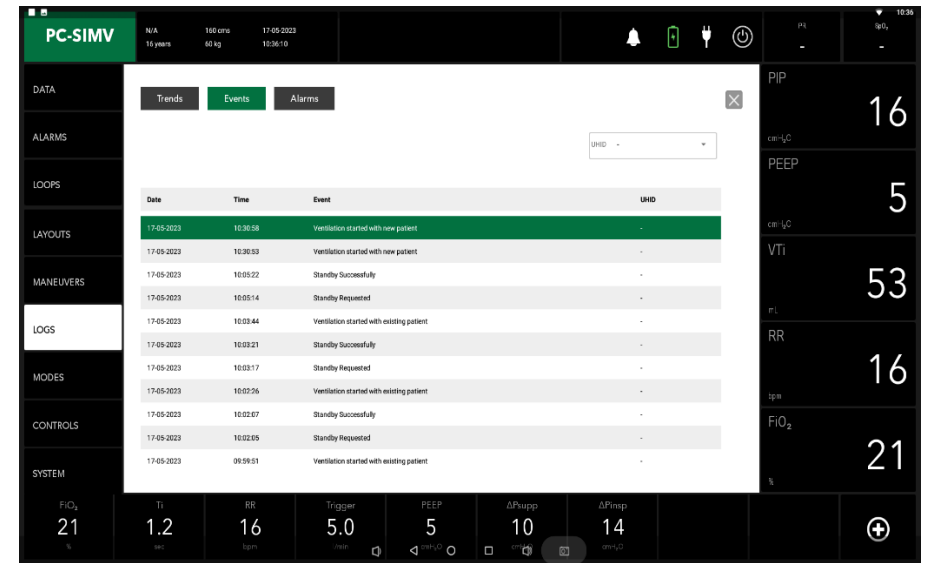 10:36
PC-SIMV
N/A 160 cms 17-05-2023
16 years 60 kg 10:36:10
PR SpO₂
- -
DATA
ALARMS
LOOPS
LAYOUTS
MANEUVERS
LOGS
MODES
CONTROLS
SYSTEM
Trends Events Alarms
UHID -
Date Time Event UHID
17-05-2023 10:30:58 Ventilation started with new patient -
17-05-2023 10:30:53 Ventilation started with new patient -
17-05-2023 10:05:22 Standby Successfully -
17-05-2023 10:05:14 Standby Requested -
17-05-2023 10:03:44 Ventilation started with existing patient -
17-05-2023 10:03:21 Standby Successfully -
17-05-2023 10:03:17 Standby Requested -
17-05-2023 10:02:26 Ventilation started with existing patient -
17-05-2023 10:02:07 Standby Successfully -
17-05-2023 10:02:05 Standby Requested -
17-05-2023 09:59:51 Ventilation started with existing patient -
PIP
16
cmH₂O
PEEP
5
cmH₂O
VTi
53
mL
RR
16
bpm
FiO₂
21
%
FiO₂ Ti RR Trigger PEEP ΔPsupp ΔPinsp
21 1.2 16 5.0 5 10 14
% sec bpm l/min cmH₂O cmH₂O cmH₂O